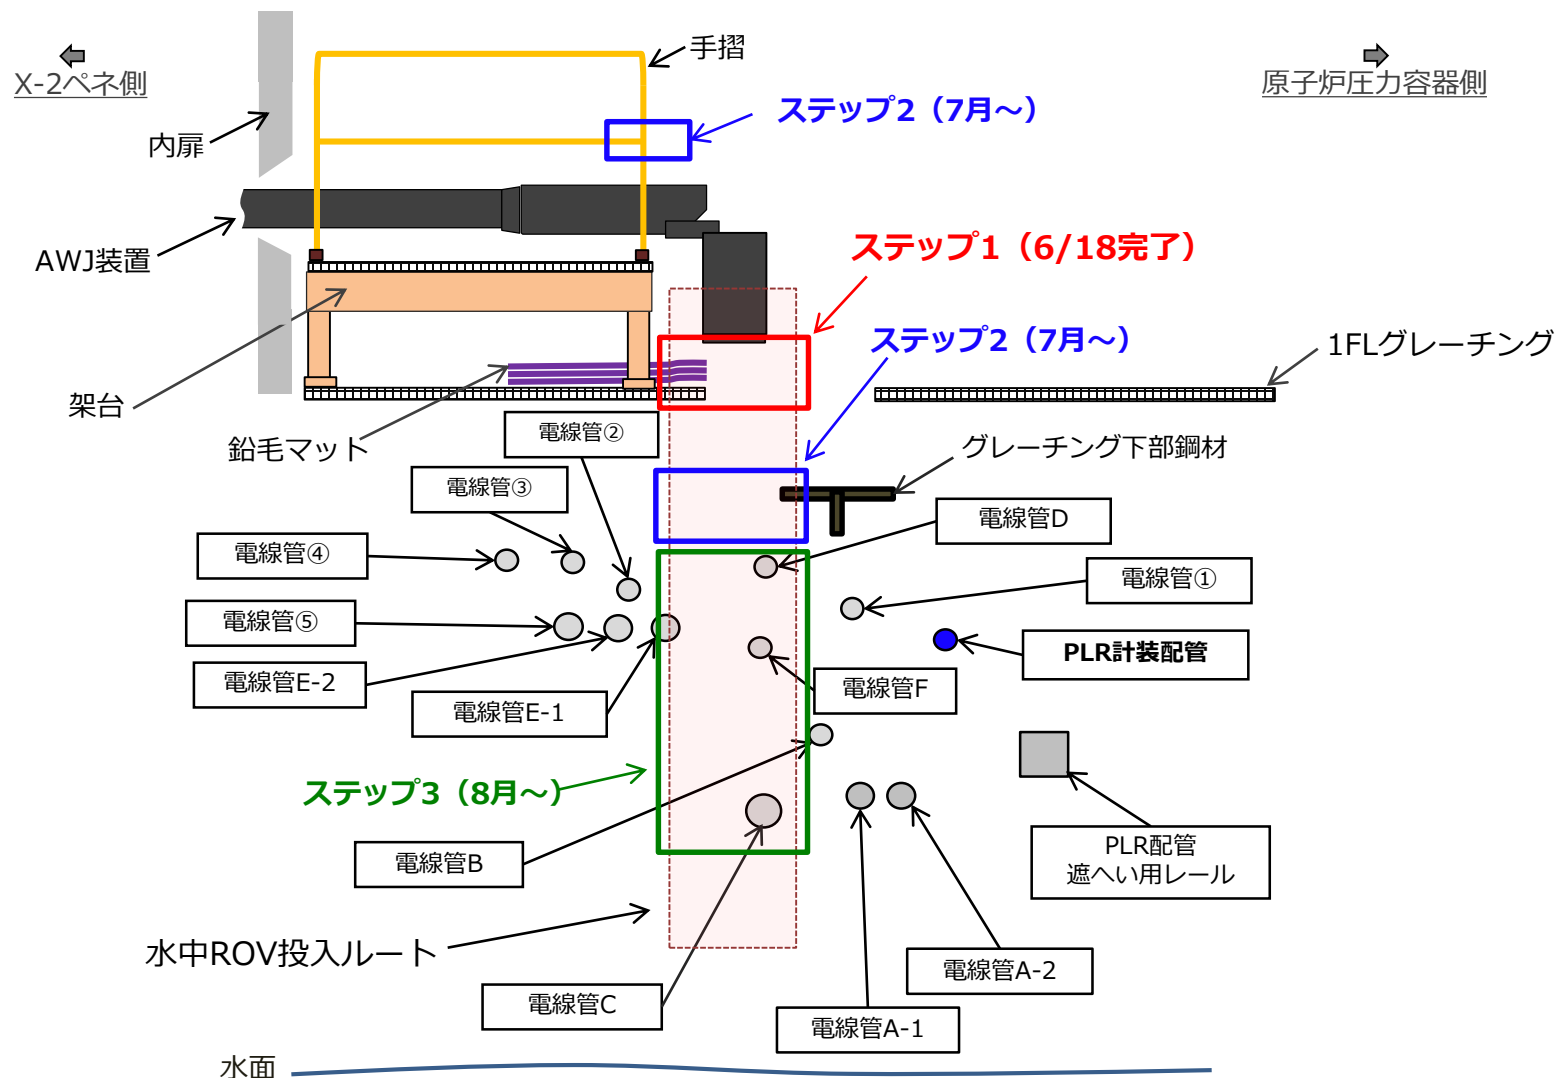 手摺
X-2ペネ側
原子炉圧力容器側
ステップ2（7月～）
内扉
AWJ装置
ステップ1（6/18完了）
ステップ2（7月～）
1FLグレーチング
架台
鉛毛マット
電線管②
グレーチング下部鋼材
電線管③
電線管D
電線管④
電線管①
電線管⑤
PLR計装配管
電線管E-2
電線管F
電線管E-1
ステップ3（8月～）
電線管B
PLR配管
遮へい用レール
水中ROV投入ルート
電線管A-2
電線管C
電線管A-1
水面